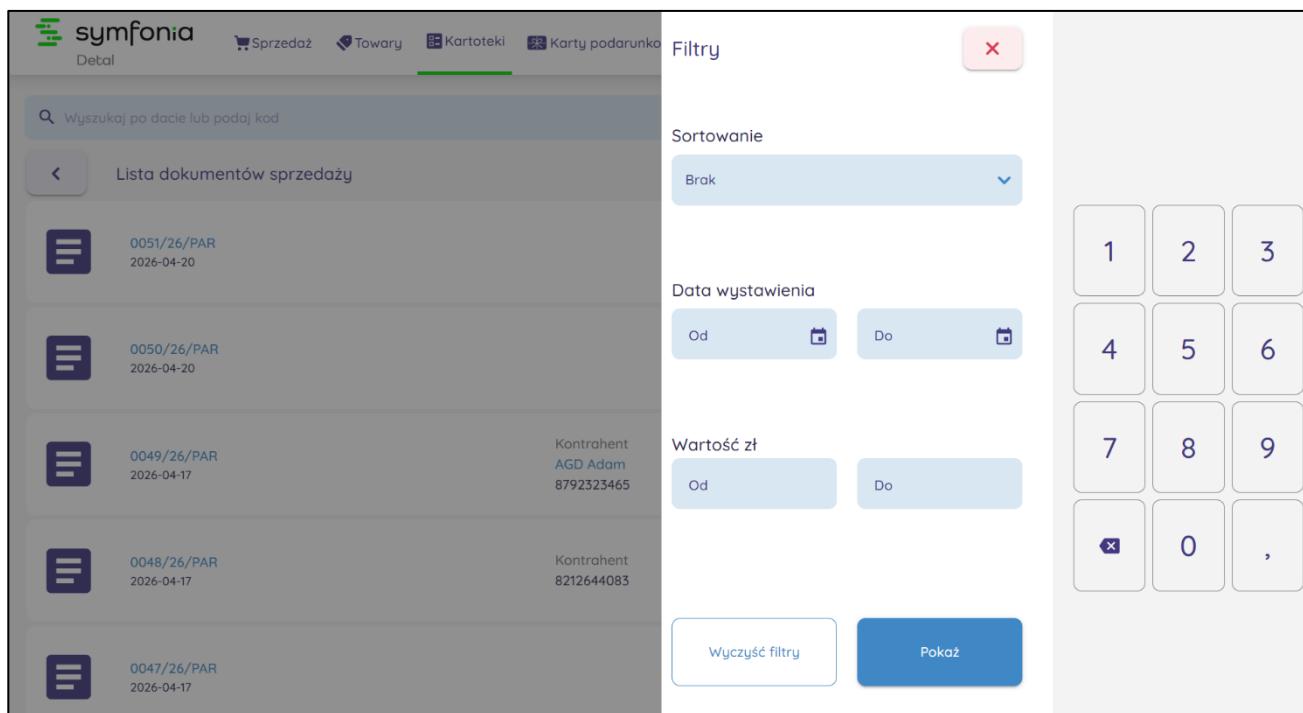 symfonia
Detal
Sprzedaż
Towary
Kartoteki
Karty podarunko
Wyszukaj po dacie lub podaj kod
Lista dokumentów sprzedaży
0051/26/PAR
2026-04-20
0050/26/PAR
2026-04-20
0049/26/PAR
2026-04-17
Kontrahent
AGD Adam
8792323465
0048/26/PAR
2026-04-17
Kontrahent
8212644083
0047/26/PAR
2026-04-17
Filtry
Sortowanie
Brak
Data wystawienia
Od
Do
Wartość zł
Od
Do
Wyczyść filtry
Pokaż
1 2 3
4 5 6
7 8 9
0 ,